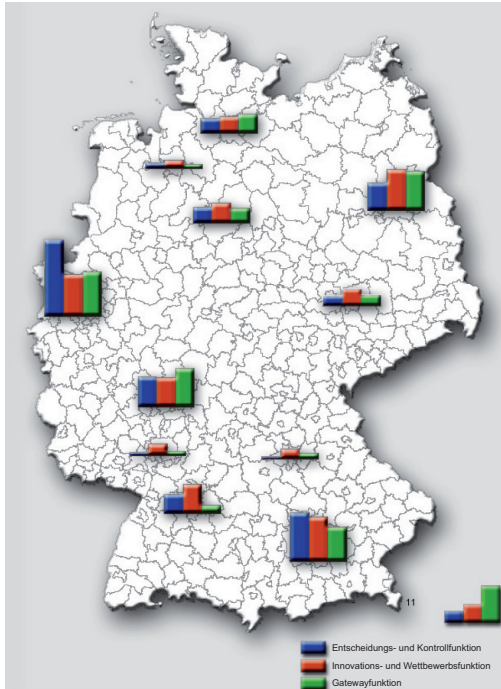 11
Entscheidungs- und Kontrollfunktion
Innovations- und Wettbewerbsfunktion
Gatewayfunktion